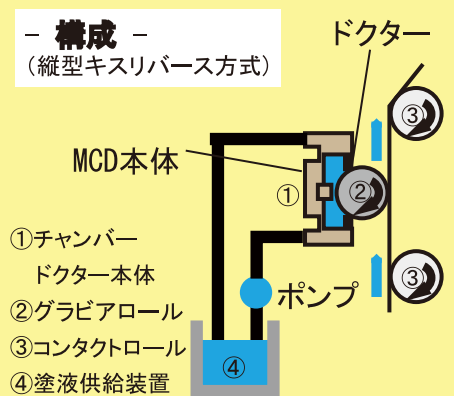 - 構成 -
(縦型キスリバース方式)
ドクター
MCD本体
①
②
③
③
①チャンバー
ドクター本体
②グラビアロール
③コンタクトロール
④塗液供給装置
ポンプ
④